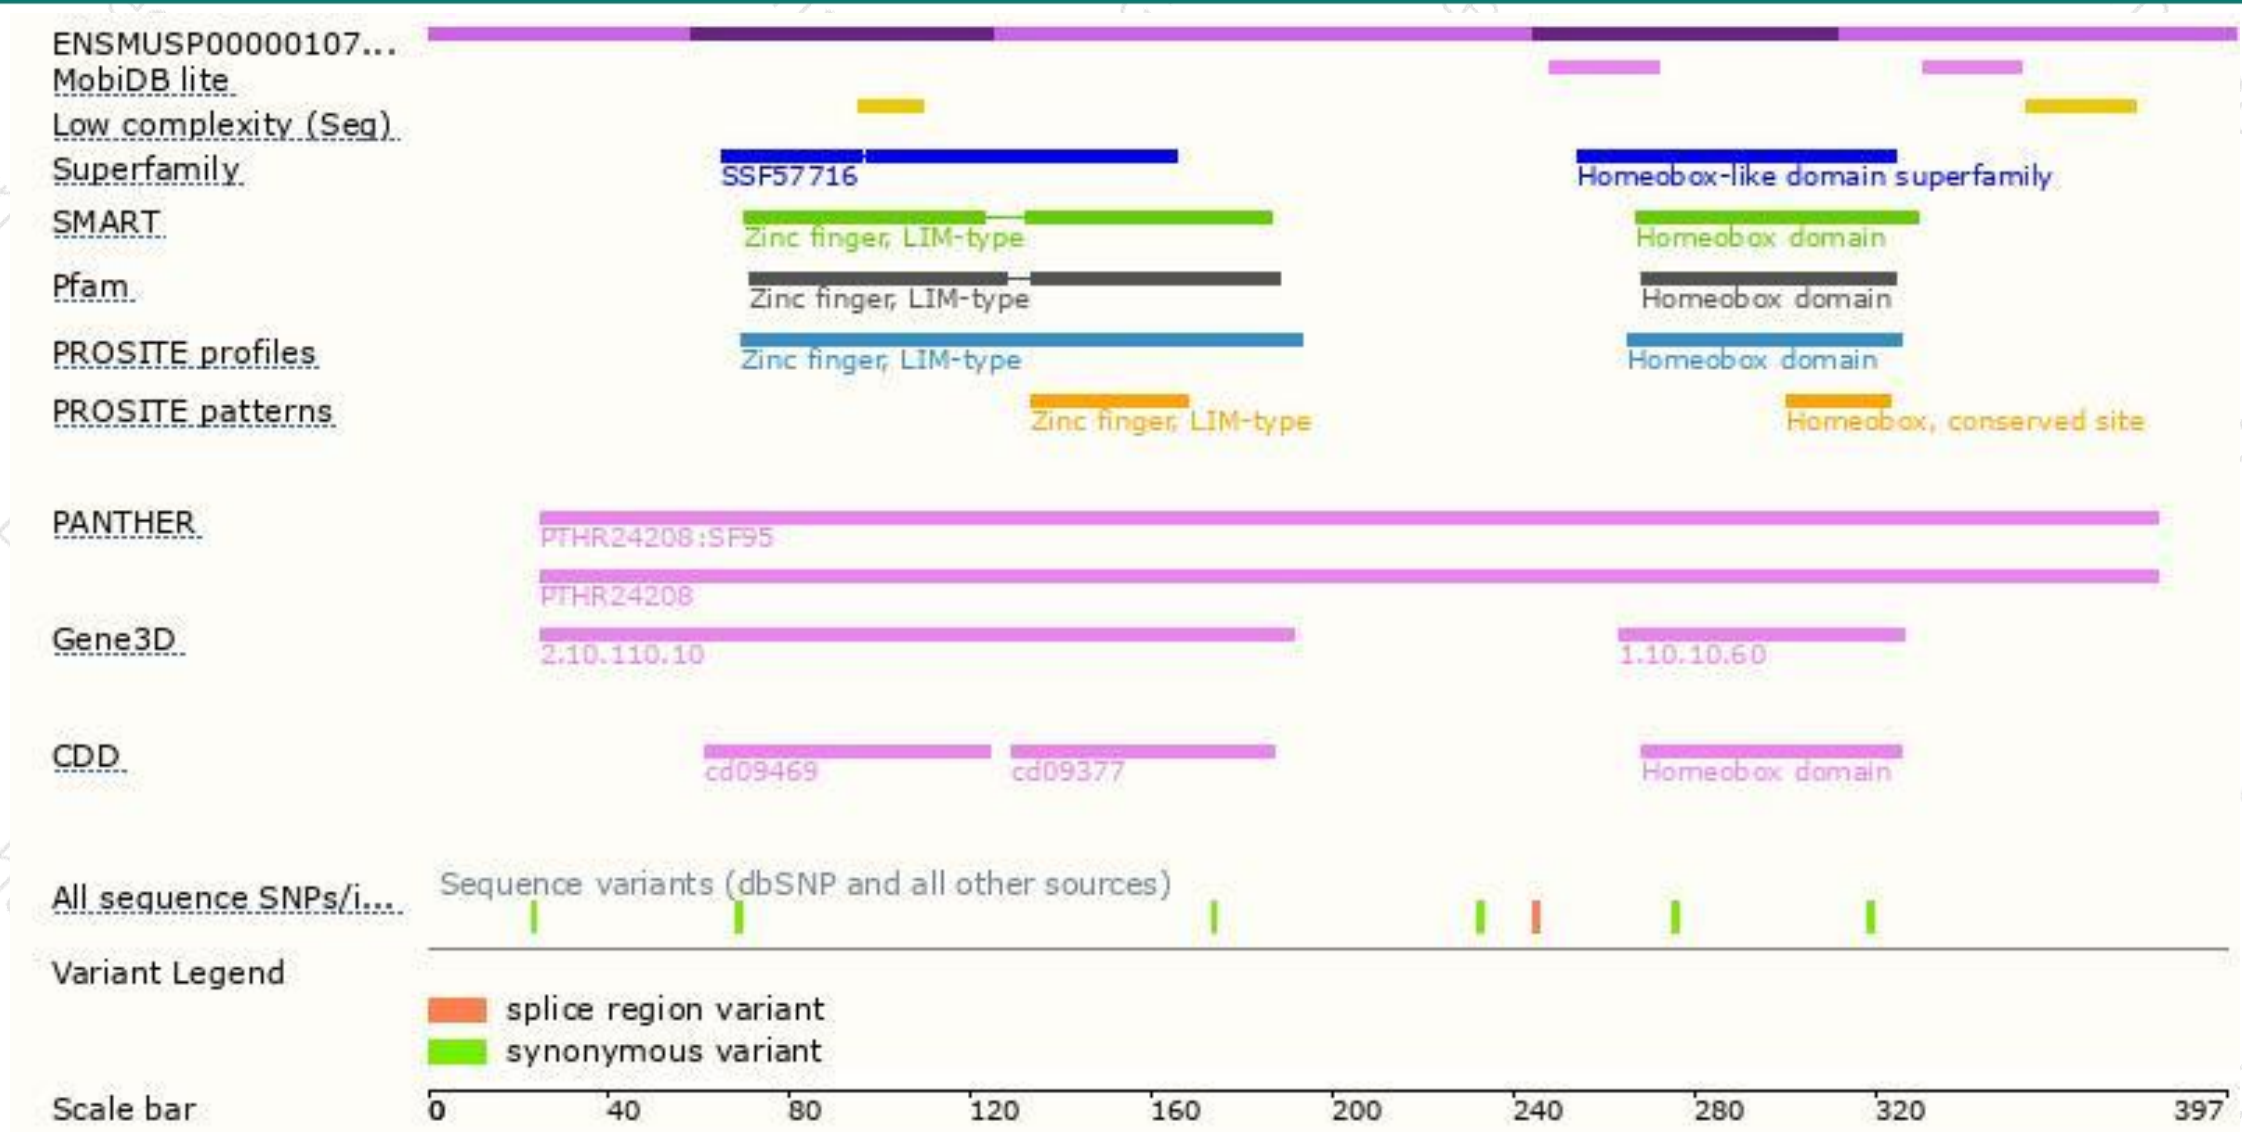 ENSMUSP00000107...
MobiDB lite
Low complexity (Seg)
Superfamily
SSF57716
Homeobox-like domain superfamily
SMART
Zinc finger, LIM-type
Homeobox domain
Pfam
Zinc finger, LIM-type
Homeobox domain
PROSITE profiles
Zinc finger, LIM-type
Homeobox domain
PROSITE patterns
Zinc finger, LIM-type
Homeobox, conserved site
PANTHER
PTHR24208:SF95
PTHR24208
Gene3D
2.10.110.10
1.10.10.60
CDD
cd09469
cd09377
Homeobox domain
Sequence variants (dbSNP and all other sources)
All sequence SNPs/i...
Variant Legend
splice region variant
synonymous variant
Scale bar
0 40 80 120 160 200 240 280 320 397